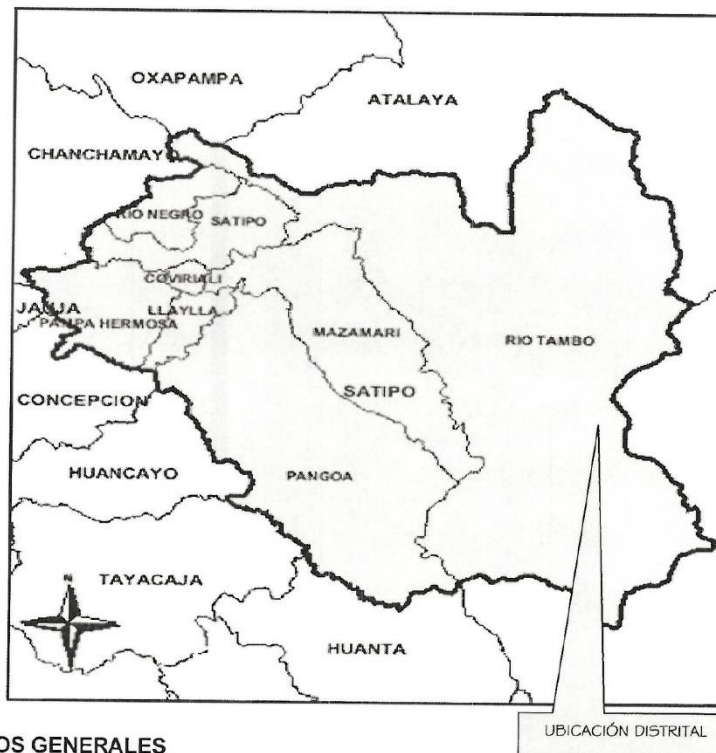 OXAPAMPA
ATALAYA
CHANCHAMAYO
RIO NEGRO
SATIPO
COVIRIALI
JAUJA
LLAYLLA
PAMPA HERMOSA
MAZAMARI
RIO TAMBO
SATIPO
CONCEPCION
HUANCAYO
PANGOA
TAYACAJA
N
HUANTA
UBICACIÓN DISTRITAL
OS GENERALES